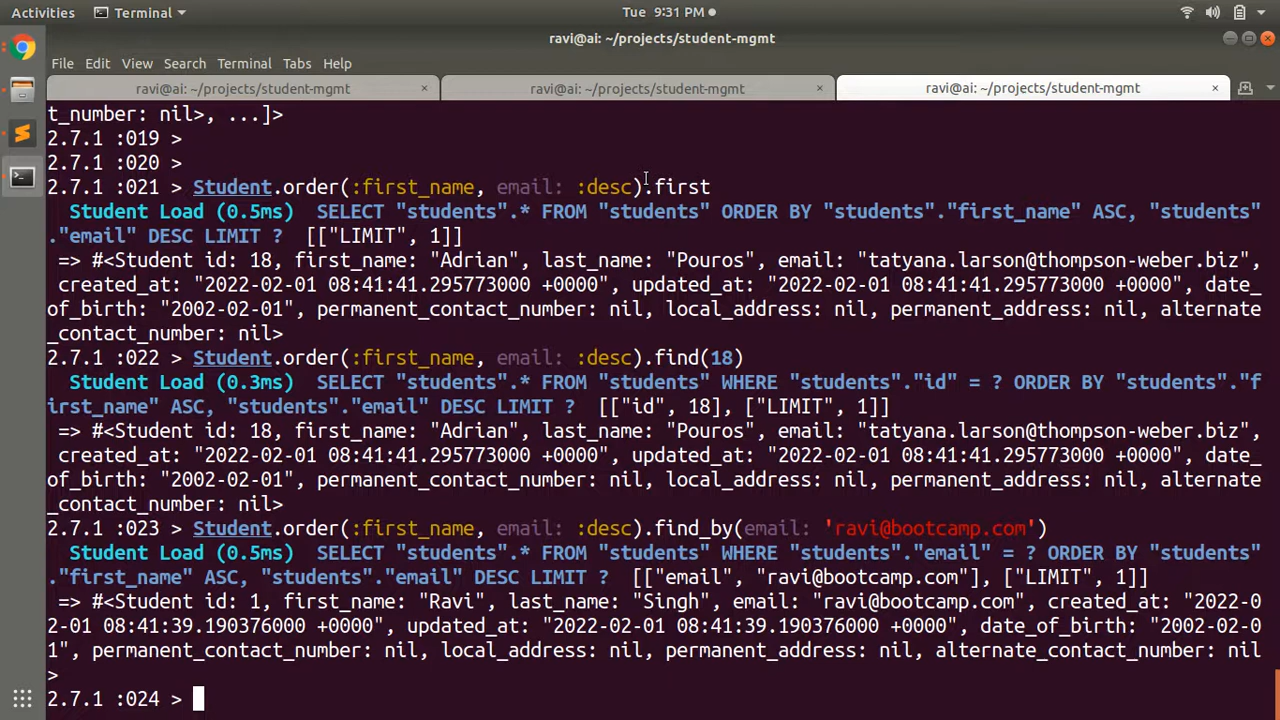 Activities Terminal Tue 9:31 PM
ravi@ai: ~/projects/student-mgmt
File Edit View Search Terminal Tabs Help
ravi@ai: ~/projects/student-mgmt × ravi@ai: ~/projects/student-mgmt × ravi@ai: ~/projects/student-mgmt ×
t_number: nil>, ...]>
2.7.1 :019 >
2.7.1 :020 >
2.7.1 :021 > Student.order(:first_name, email: :desc).first
Student Load (0.5ms)  SELECT "students".* FROM "students" ORDER BY "students"."first_name" ASC, "students"
."email" DESC LIMIT ?  [["LIMIT", 1]]
=> #<Student id: 18, first_name: "Adrian", last_name: "Pouros", email: "tatyana.larson@thompson-weber.biz",
created_at: "2022-02-01 08:41:41.295773000 +0000", updated_at: "2022-02-01 08:41:41.295773000 +0000", date_
of_birth: "2002-02-01", permanent_contact_number: nil, local_address: nil, permanent_address: nil, alternate
_contact_number: nil>
2.7.1 :022 > Student.order(:first_name, email: :desc).find(18)
Student Load (0.3ms)  SELECT "students".* FROM "students" WHERE "students"."id" = ? ORDER BY "students"."f
irst_name" ASC, "students"."email" DESC LIMIT ?  [["id", 18], ["LIMIT", 1]]
=> #<Student id: 18, first_name: "Adrian", last_name: "Pouros", email: "tatyana.larson@thompson-weber.biz",
created_at: "2022-02-01 08:41:41.295773000 +0000", updated_at: "2022-02-01 08:41:41.295773000 +0000", date_
of_birth: "2002-02-01", permanent_contact_number: nil, local_address: nil, permanent_address: nil, alternate
_contact_number: nil>
2.7.1 :023 > Student.order(:first_name, email: :desc).find_by(email: 'ravi@bootcamp.com')
Student Load (0.5ms)  SELECT "students".* FROM "students" WHERE "students"."email" = ? ORDER BY "students"
."first_name" ASC, "students"."email" DESC LIMIT ?  [["email", "ravi@bootcamp.com"], ["LIMIT", 1]]
=> #<Student id: 1, first_name: "Ravi", last_name: "Singh", email: "ravi@bootcamp.com", created_at: "2022-0
2-01 08:41:39.190376000 +0000", updated_at: "2022-02-01 08:41:39.190376000 +0000", date_of_birth: "2002-02-0
1", permanent_contact_number: nil, local_address: nil, permanent_address: nil, alternate_contact_number: nil
>
2.7.1 :024 >